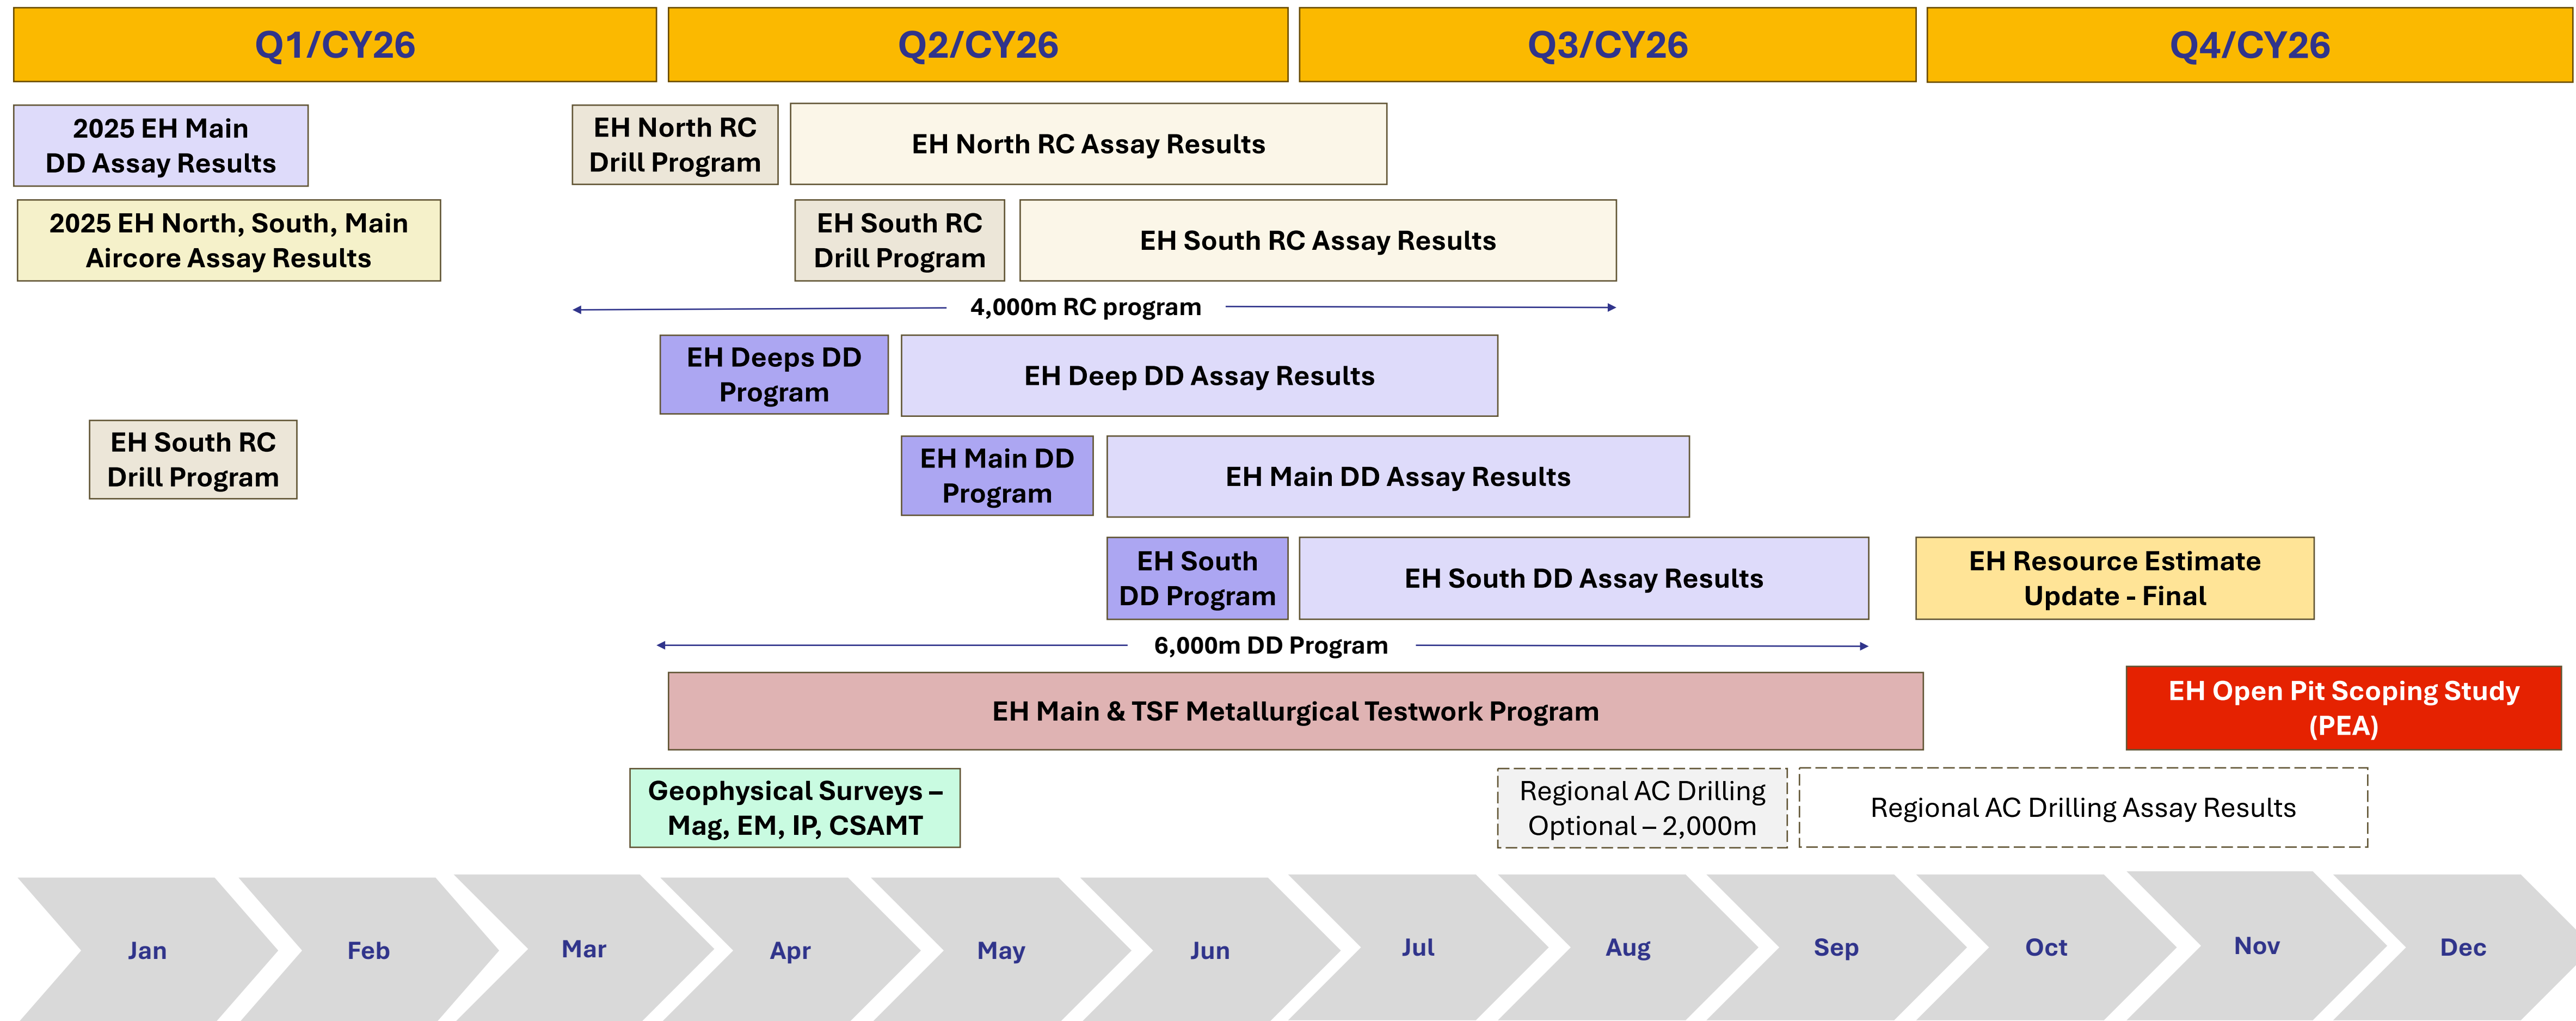 Q1/CY26
Q2/CY26
Q3/CY26
Q4/CY26
2025 EH Main
DD Assay Results
EH North RC
Drill Program
EH North RC Assay Results
2025 EH North, South, Main
Aircore Assay Results
EH South RC
Drill Program
EH South RC Assay Results
4,000m RC program
EH Deeps DD
Program
EH Deep DD Assay Results
EH South RC
Drill Program
EH Main DD
Program
EH Main DD Assay Results
EH South
DD Program
EH South DD Assay Results
EH Resource Estimate
Update - Final
6,000m DD Program
EH Main & TSF Metallurgical Testwork Program
EH Open Pit Scoping Study
(PEA)
Geophysical Surveys –
Mag, EM, IP, CSAMT
Regional AC Drilling
Optional – 2,000m
Regional AC Drilling Assay Results
Jan
Feb
Mar
Apr
May
Jun
Jul
Aug
Sep
Oct
Nov
Dec